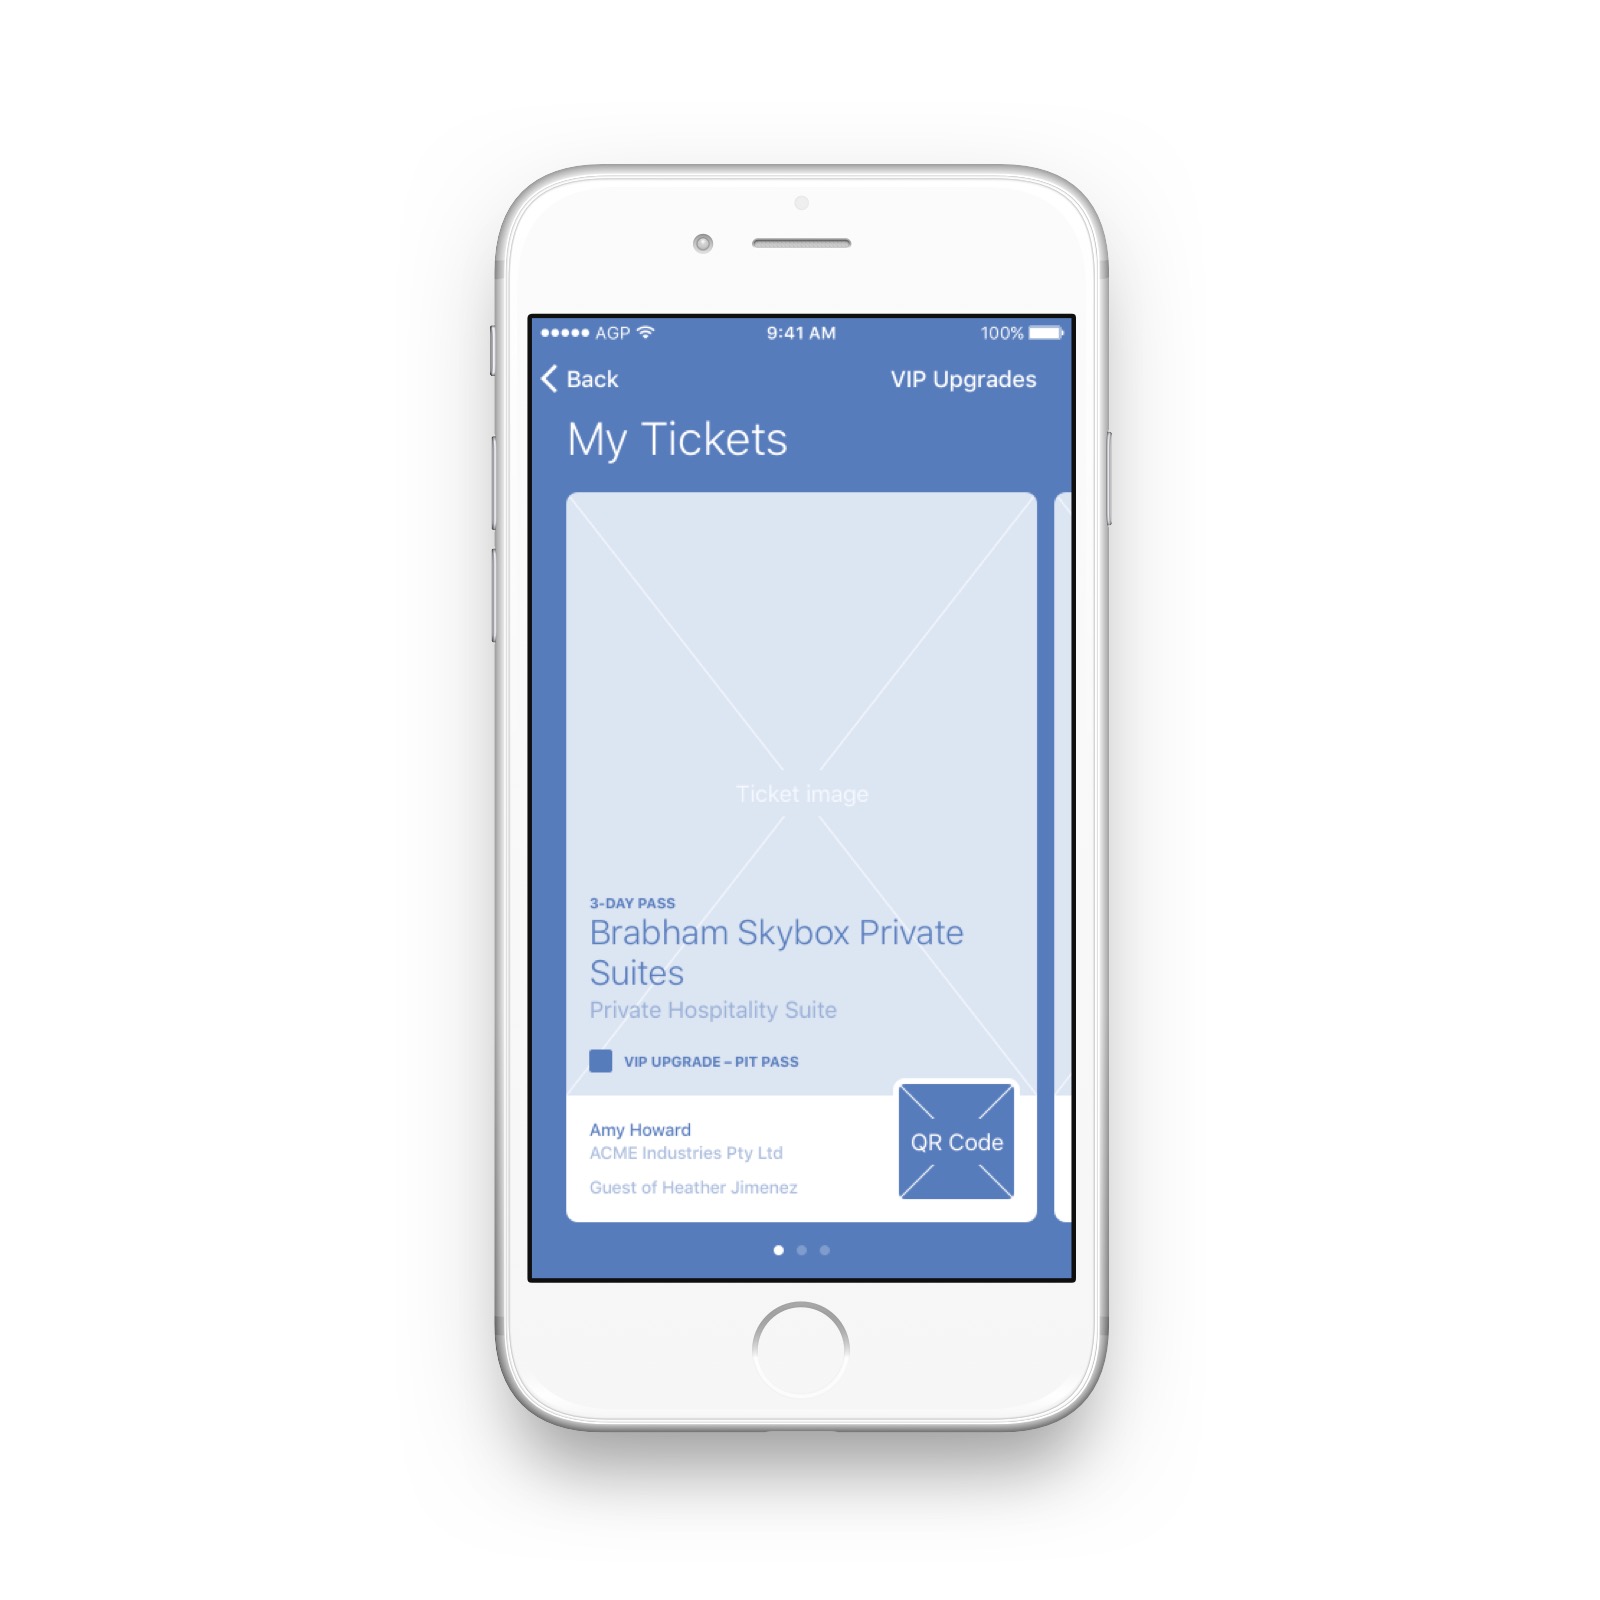 AGP 9:41 AM 100%
Back VIP Upgrades
My Tickets
Ticket image
3-DAY PASS
Brabham Skybox Private
Suites
Private Hospitality Suite
VIP UPGRADE – PIT PASS
Amy Howard
ACME Industries Pty Ltd
Guest of Heather Jimenez
QR Code